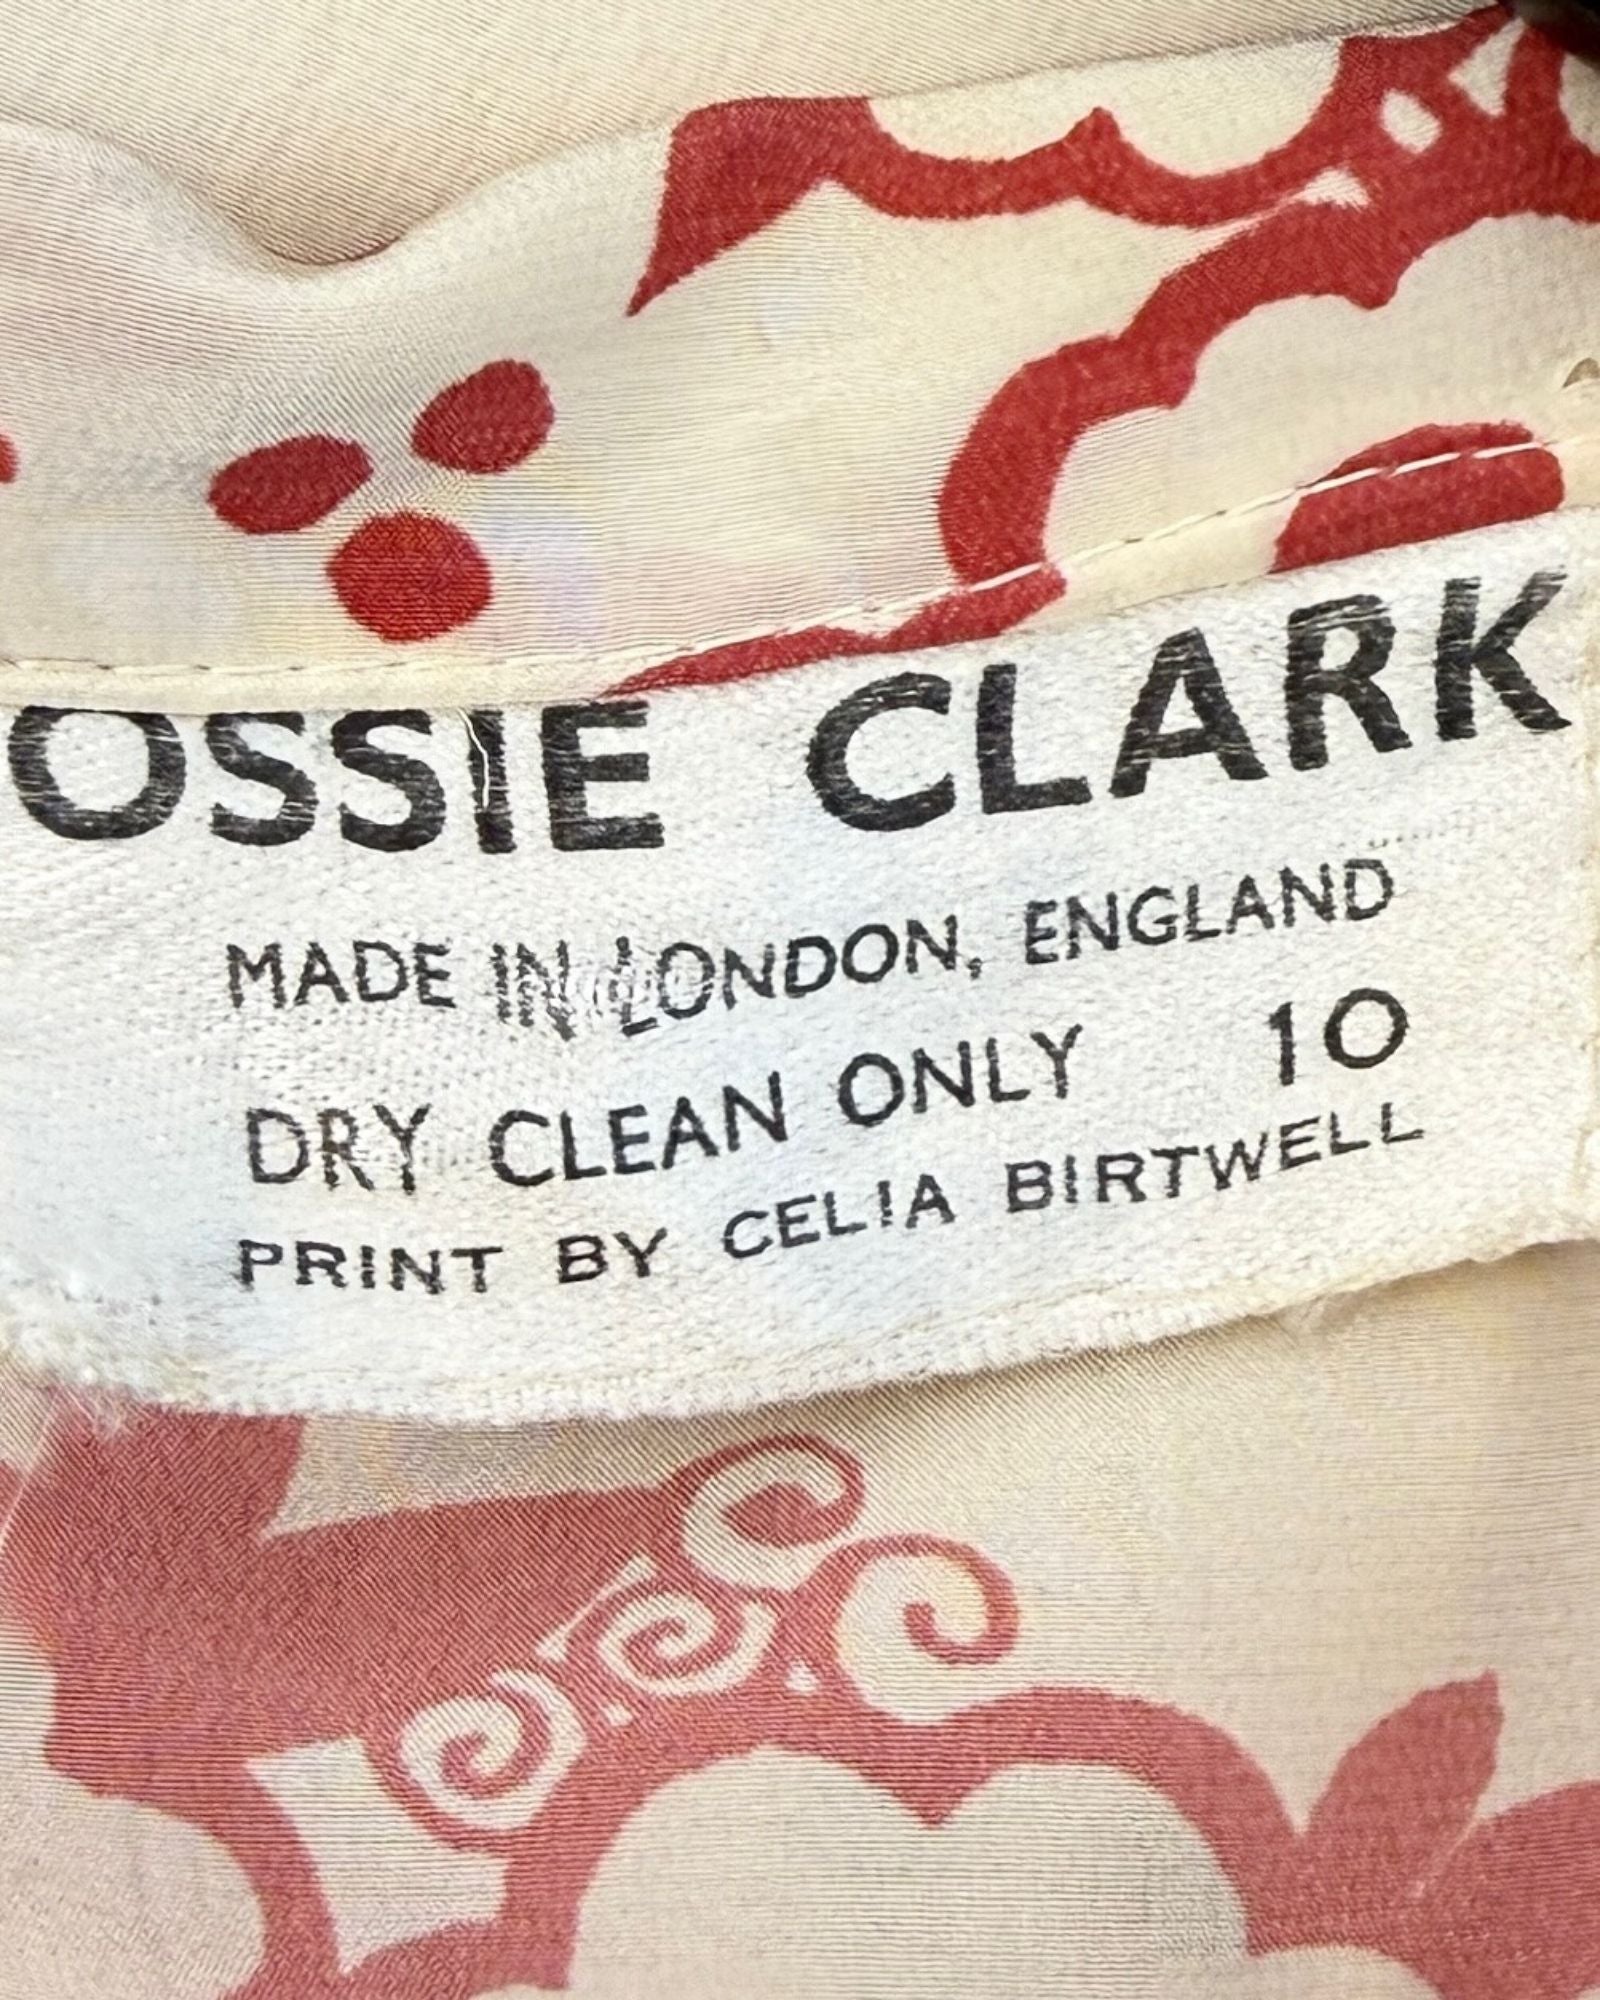 OSSIE CLARK
MADE IN LONDON, ENGLAND
DRY CLEAN ONLY 10
PRINT BY CELIA BIRTWELL